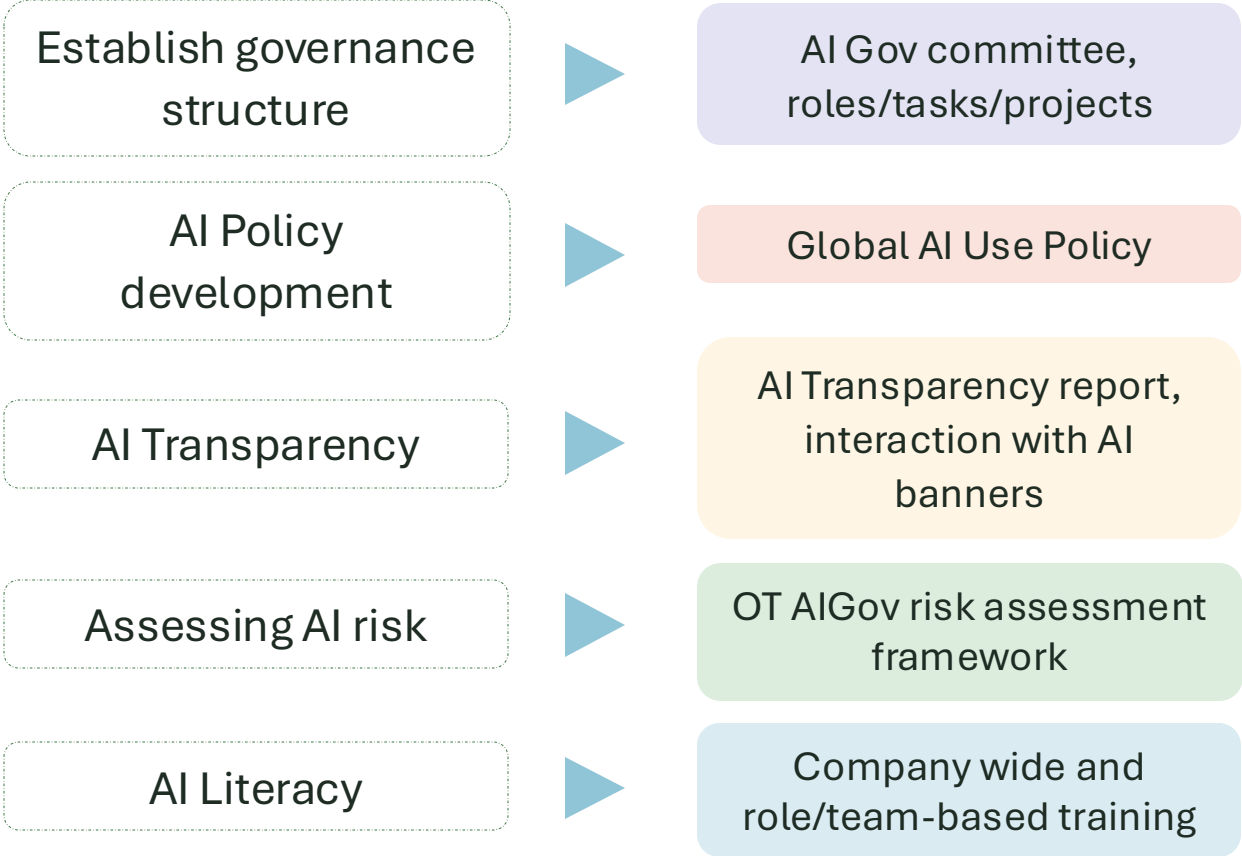 Establish governance
structure
AI Gov committee,
roles/tasks/projects
AI Policy
development
Global AI Use Policy
AI Transparency
AI Transparency report,
interaction with AI
banners
Assessing AI risk
OT AIGov risk assessment
framework
AI Literacy
Company wide and
role/team-based training